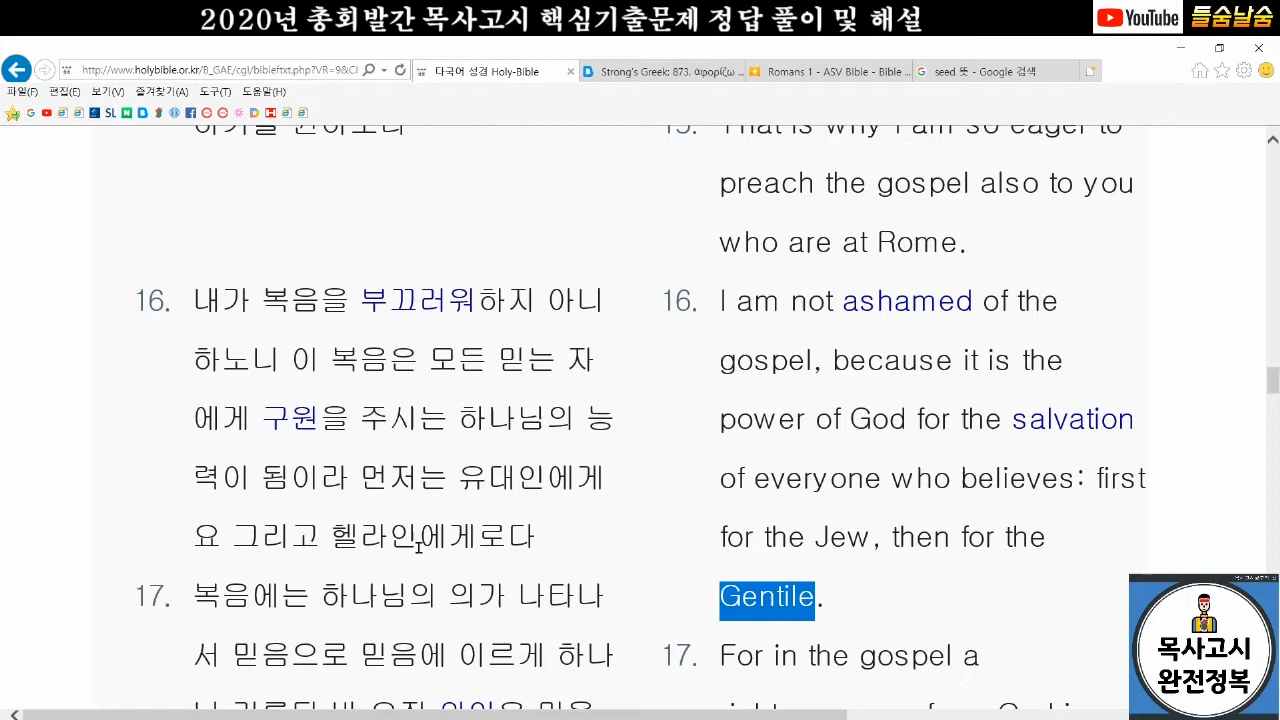 2020년 총회발간 목사고시 핵심기출문제 정답 풀이 및 해설
YouTube 들숨날숨
http://www.holybible.or.kr/B_GAE/cgi/bibleftxt.php?VR=9&CI
다국어 성경 Holy-Bible
Strong's Greek: 873. ἀφορίζω ...
Romans 1 - ASV Bible - Bible ...
seed 뜻 - Google 검색
파일(F) 편집(E) 보기(V) 즐겨찾기(A) 도구(T) 도움말(H)
15. That is why I am so eager to
preach the gospel also to you
who are at Rome.
16. 내가 복음을 부끄러워하지 아니
하노니 이 복음은 모든 믿는 자
에게 구원을 주시는 하나님의 능
력이 됨이라 먼저는 유대인에게
요 그리고 헬라인에게로다
16. I am not ashamed of the
gospel, because it is the
power of God for the salvation
of everyone who believes: first
for the Jew, then for the
Gentile.
17. 복음에는 하나님의 의가 나타나
서 믿음으로 믿음에 이르게 하나
17. For in the gospel a
목사고시
완전정복